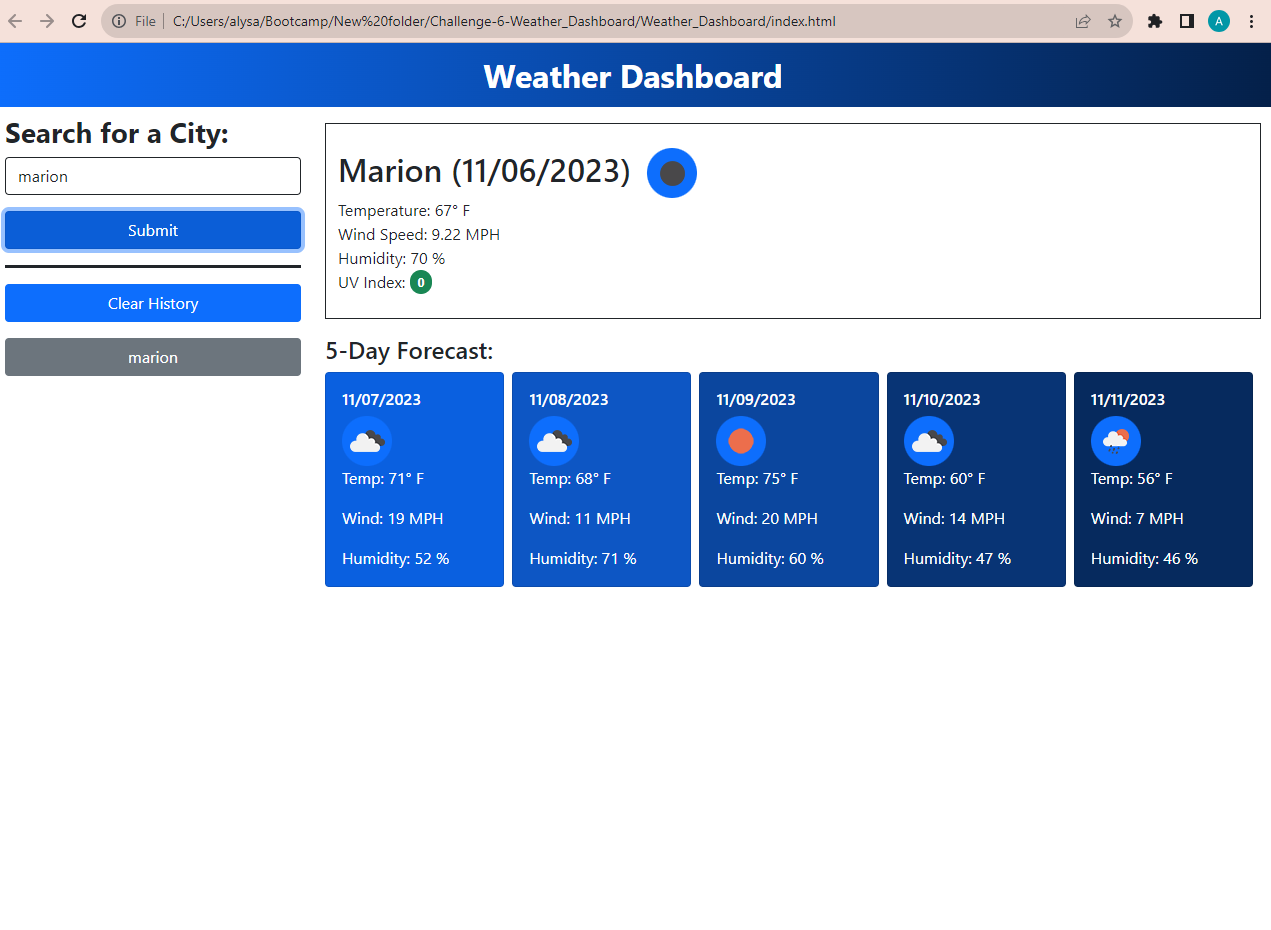 File C:/Users/alysa/Bootcamp/New%20folder/Challenge-6-Weather_Dashboard/Weather_Dashboard/index.html
A
Weather Dashboard
Search for a City:
marion
Submit
Clear History
marion
Marion (11/06/2023)
Temperature: 67° F
Wind Speed: 9.22 MPH
Humidity: 70 %
UV Index: 0
5-Day Forecast:
11/07/2023
Temp: 71° F
Wind: 19 MPH
Humidity: 52 %
11/08/2023
Temp: 68° F
Wind: 11 MPH
Humidity: 71 %
11/09/2023
Temp: 75° F
Wind: 20 MPH
Humidity: 60 %
11/10/2023
Temp: 60° F
Wind: 14 MPH
Humidity: 47 %
11/11/2023
Temp: 56° F
Wind: 7 MPH
Humidity: 46 %